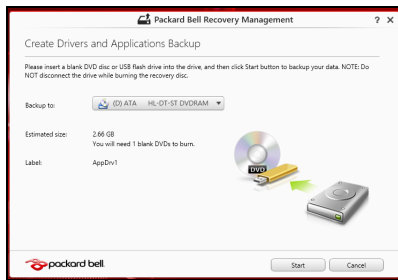 Packard Bell Recovery Management
? X
Create Drivers and Applications Backup
Please insert a blank DVD disc or USB flash drive into the drive, and then click Start button to backup your data. NOTE: Do
NOT disconnect the drive while burning the recovery disc.
Backup to: (D) ATA HL-DT-ST DVDRAM
Estimated size: 2.66 GB
You will need 1 blank DVDs to burn.
Label: AppDrv1
DVD
packard bell
Start Cancel